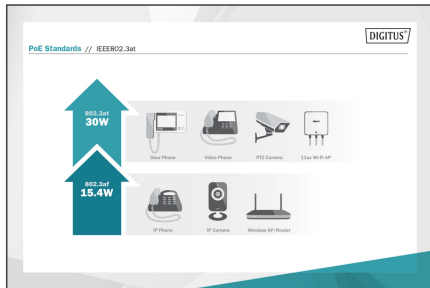 DIGITUS®
PoE Standards // IEEE802.3at
802.3at
30W
Door Phone Video Phone PTZ Camera 11ac Wi-Fi AP
802.3af
15.4W
IP Phone IP Camera Wireless AP/Router